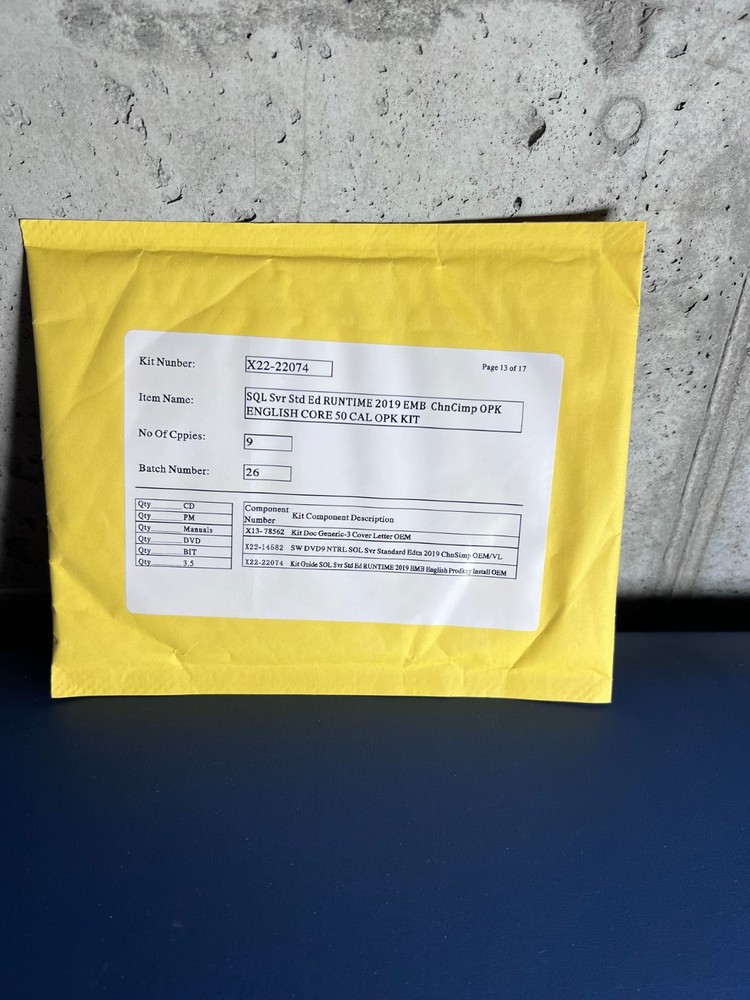 Kit Nunber: X22-22074 Page 13 of 17
Item Name: SQL Svr Std Ed RUNTIME 2019 EMB ChnCimp OPK
ENGLISH CORE 50 CAL OPK KIT
No Of Cppies: 9
Batch Number: 26
Qty CD
Qty PM
Qty Manuals
Qty DVD
Qty BIT
Qty 3.5
Component Number Kit Component Description
X13-78562 Kit Doc Generic-3 Cover Letter OEM
X22-14682 SW DVD9 NTRL SOL Svr Standard Edtn 2019 ChnSimp OEM/VL
X22-22074 Kit Guide SOL Svr Std Ed RUNTIME 2019 EMB English Prodkey Install OEM